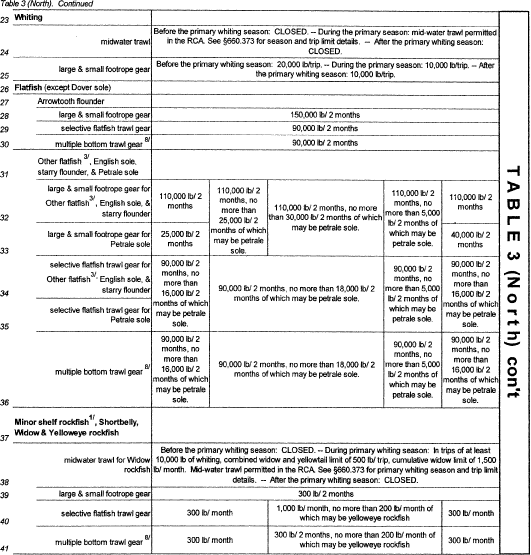 Table 3 (North). Continued
23 Whiting
24 midwater trawl
Before the primary whiting season: CLOSED. -- During the primary season: mid-water trawl permitted
in the RCA. See §660.373 for season and trip limit details. -- After the primary whiting season:
CLOSED.
25 large & small footrope gear
Before the primary whiting season: 20,000 lb/trip. -- During the primary season: 10,000 lb/trip. -- After
the primary whiting season: 10,000 lb/trip.
26 Flatfish (except Dover sole)
27 Arrowtooth flounder
28 large & small footrope gear 150,000 lb/ 2 months
29 selective flatfish trawl gear 90,000 lb/ 2 months
30 multiple bottom trawl gear 8/ 90,000 lb/ 2 months
31 Other flatfish 3/, English sole,
starry flounder, & Petrale sole
32 large & small footrope gear for
Other flatfish 3/, English sole, &
starry flounder
110,000 lb/ 2
months
110,000 lb/ 2
months, no
more than
25,000 lb/ 2
months of which
may be petrale
sole.
110,000 lb/ 2 months, no more
than 30,000 lb/ 2 months of which
may be petrale sole.
110,000 lb/ 2
months, no
more than 5,000
lb/ 2 months of
which may be
petrale sole.
110,000 lb/ 2
months
33 large & small footrope gear for
Petrale sole
25,000 lb/ 2
months
40,000 lb/ 2
months
34 selective flatfish trawl gear for
Other flatfish 3/, English sole, &
starry flounder
35 selective flatfish trawl gear for
Petrale sole
90,000 lb/ 2
months, no
more than
16,000 lb/ 2
months of which
may be petrale
sole.
90,000 lb/ 2 months, no more than 18,000 lb/ 2
months of which may be petrale sole.
90,000 lb/ 2
months, no
more than 5,000
lb/ 2 months of
which may be
petrale sole.
90,000 lb/ 2
months, no
more than
16,000 lb/ 2
months of which
may be petrale
sole.
36 multiple bottom trawl gear 8/
90,000 lb/ 2
months, no
more than
16,000 lb/ 2
months of which
may be petrale
sole.
90,000 lb/ 2 months, no more than 18,000 lb/ 2
months of which may be petrale sole.
90,000 lb/ 2
months, no
more than 5,000
lb/ 2 months of
which may be
petrale sole.
90,000 lb/ 2
months, no
more than
16,000 lb/ 2
months of which
may be petrale
sole.
37 Minor shelf rockfish 1/, Shortbelly,
Widow & Yelloweye rockfish
38 midwater trawl for Widow
rockfish
Before the primary whiting season: CLOSED. -- During primary whiting season: In trips of at least
10,000 lb of whiting, combined widow and yellowtail limit of 500 lb/ trip, cumulative widow limit of 1,500
lb/ month. Mid-water trawl permitted in the RCA. See §660.373 for primary whiting season and trip limit
details. -- After the primary whiting season: CLOSED.
39 large & small footrope gear 300 lb/ 2 months
40 selective flatfish trawl gear 300 lb/ month
1,000 lb/ month, no more than 200 lb/ month of
which may be yelloweye rockfish
300 lb/ month
41 multiple bottom trawl gear 8/ 300 lb/ month
300 lb/ 2 months, no more than 200 lb/ month of
which may be yelloweye rockfish
300 lb/ month
TABLE 3 (North) con't